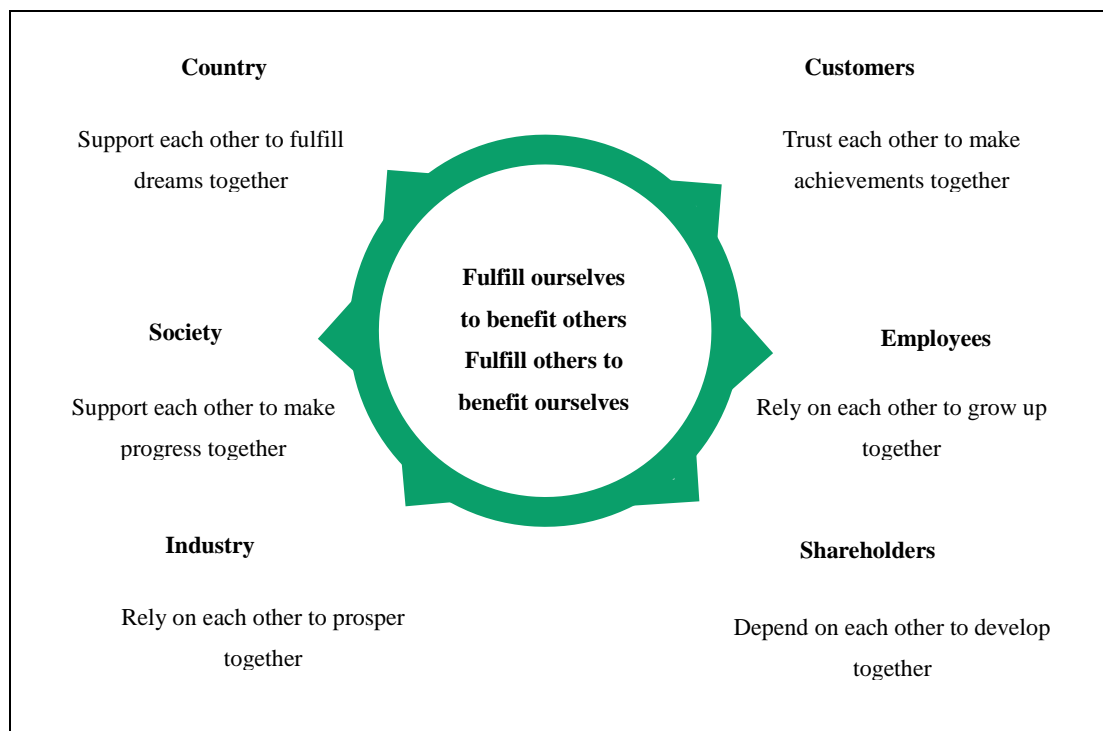 Country
Support each other to fulfill
dreams together
Customers
Trust each other to make
achievements together
Fulfill ourselves
to benefit others
Fulfill others to
benefit ourselves
Society
Support each other to make
progress together
Employees
Rely on each other to grow up
together
Industry
Rely on each other to prosper
together
Shareholders
Depend on each other to develop
together